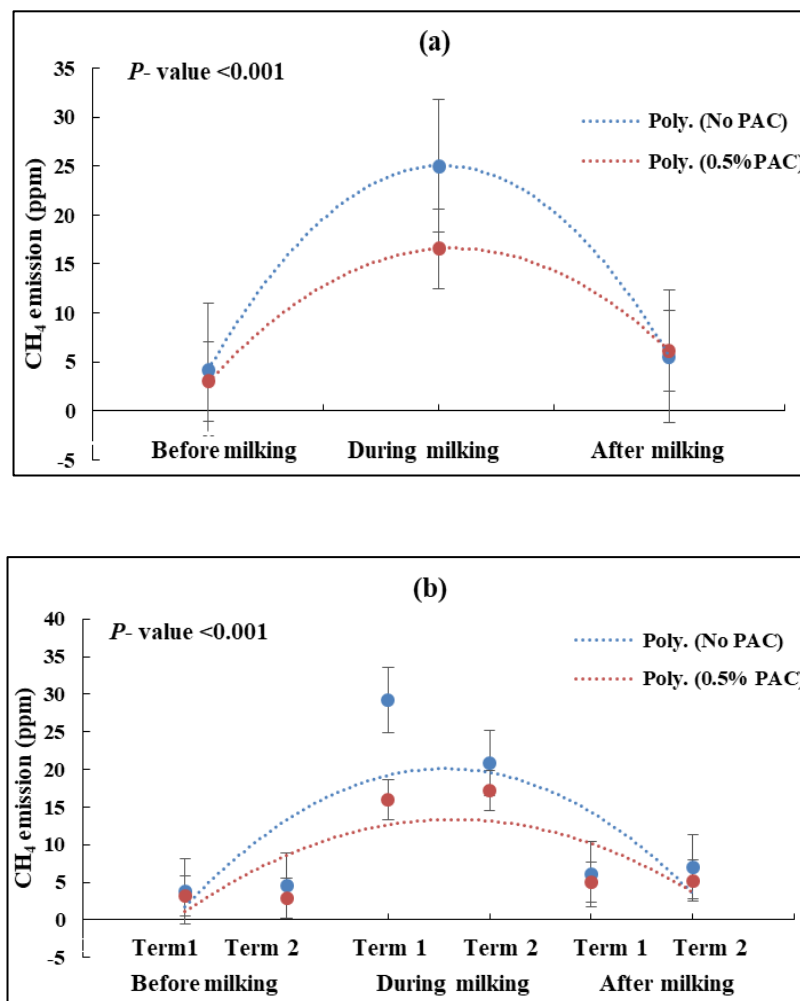 (a)
P- value <0.001
Poly. (No PAC)
Poly. (0.5%PAC)
CH₄ emission (ppm)
35
30
25
20
15
10
5
0
-5
Before milking During milking After milking
(b)
P- value <0.001
Poly. (No PAC)
Poly. (0.5% PAC)
CH₄ emission (ppm)
40
35
30
25
20
15
10
5
0
-5
Term1 Term 2 Term 1 Term 2 Term 1 Term 2
Before milking During milking After milking